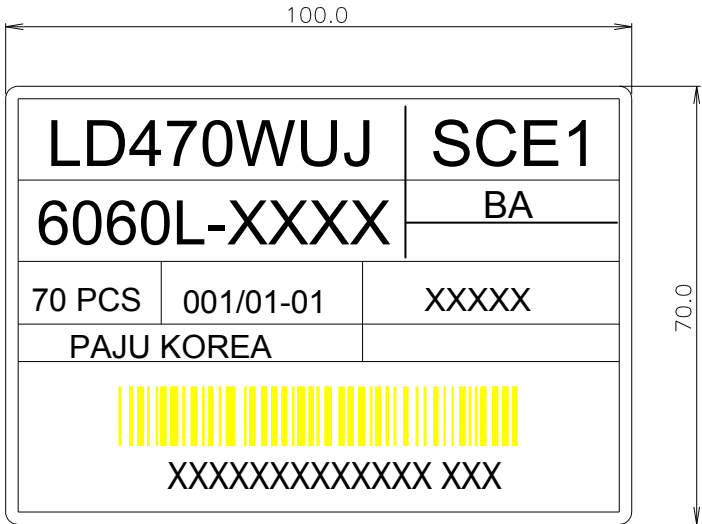 100.0
LD470WUJ SCE1
6060L-XXXX BA
70 PCS 001/01-01 XXXXX
70.0
PAJU KOREA
XXXXXXXXXXXXX XXX